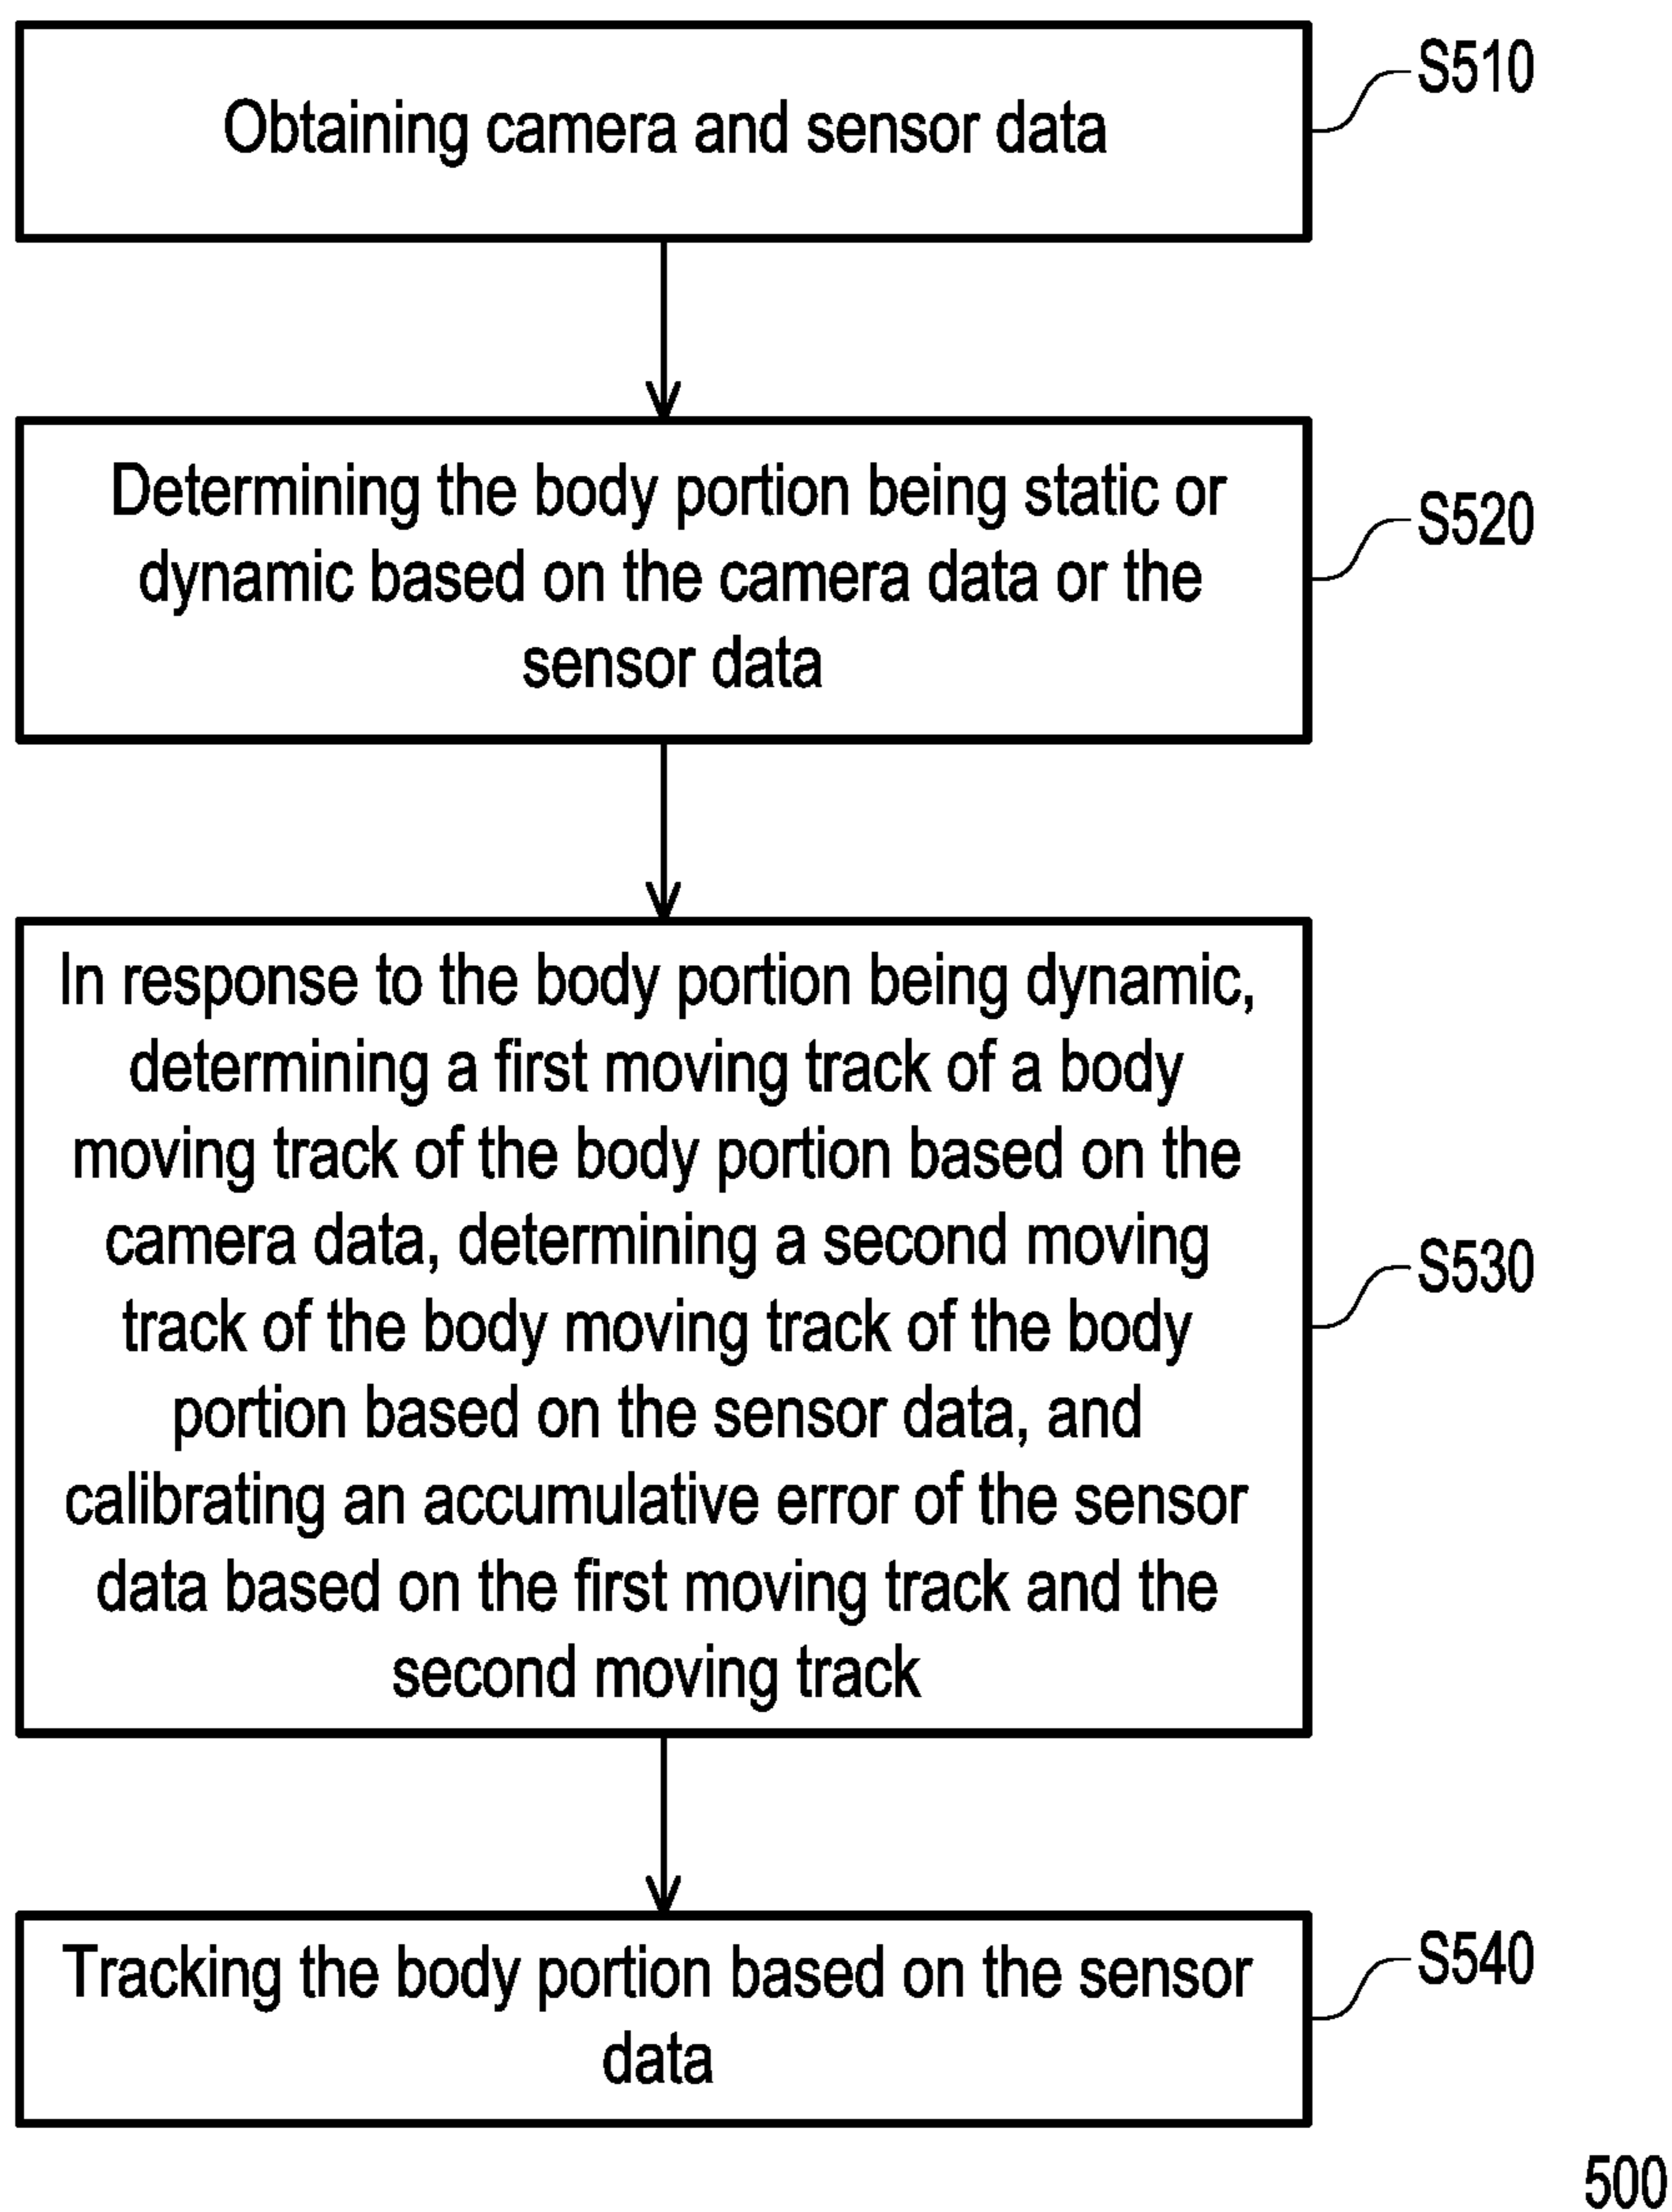 Obtaining camera and sensor data
S510
Determining the body portion being static or
dynamic based on the camera data or the
sensor data
S520
In response to the body portion being dynamic,
determining a first moving track of a body
moving track of the body portion based on the
camera data, determining a second moving
track of the body moving track of the body
portion based on the sensor data, and
calibrating an accumulative error of the sensor
data based on the first moving track and the
second moving track
S530
Tracking the body portion based on the sensor
data
S540
500